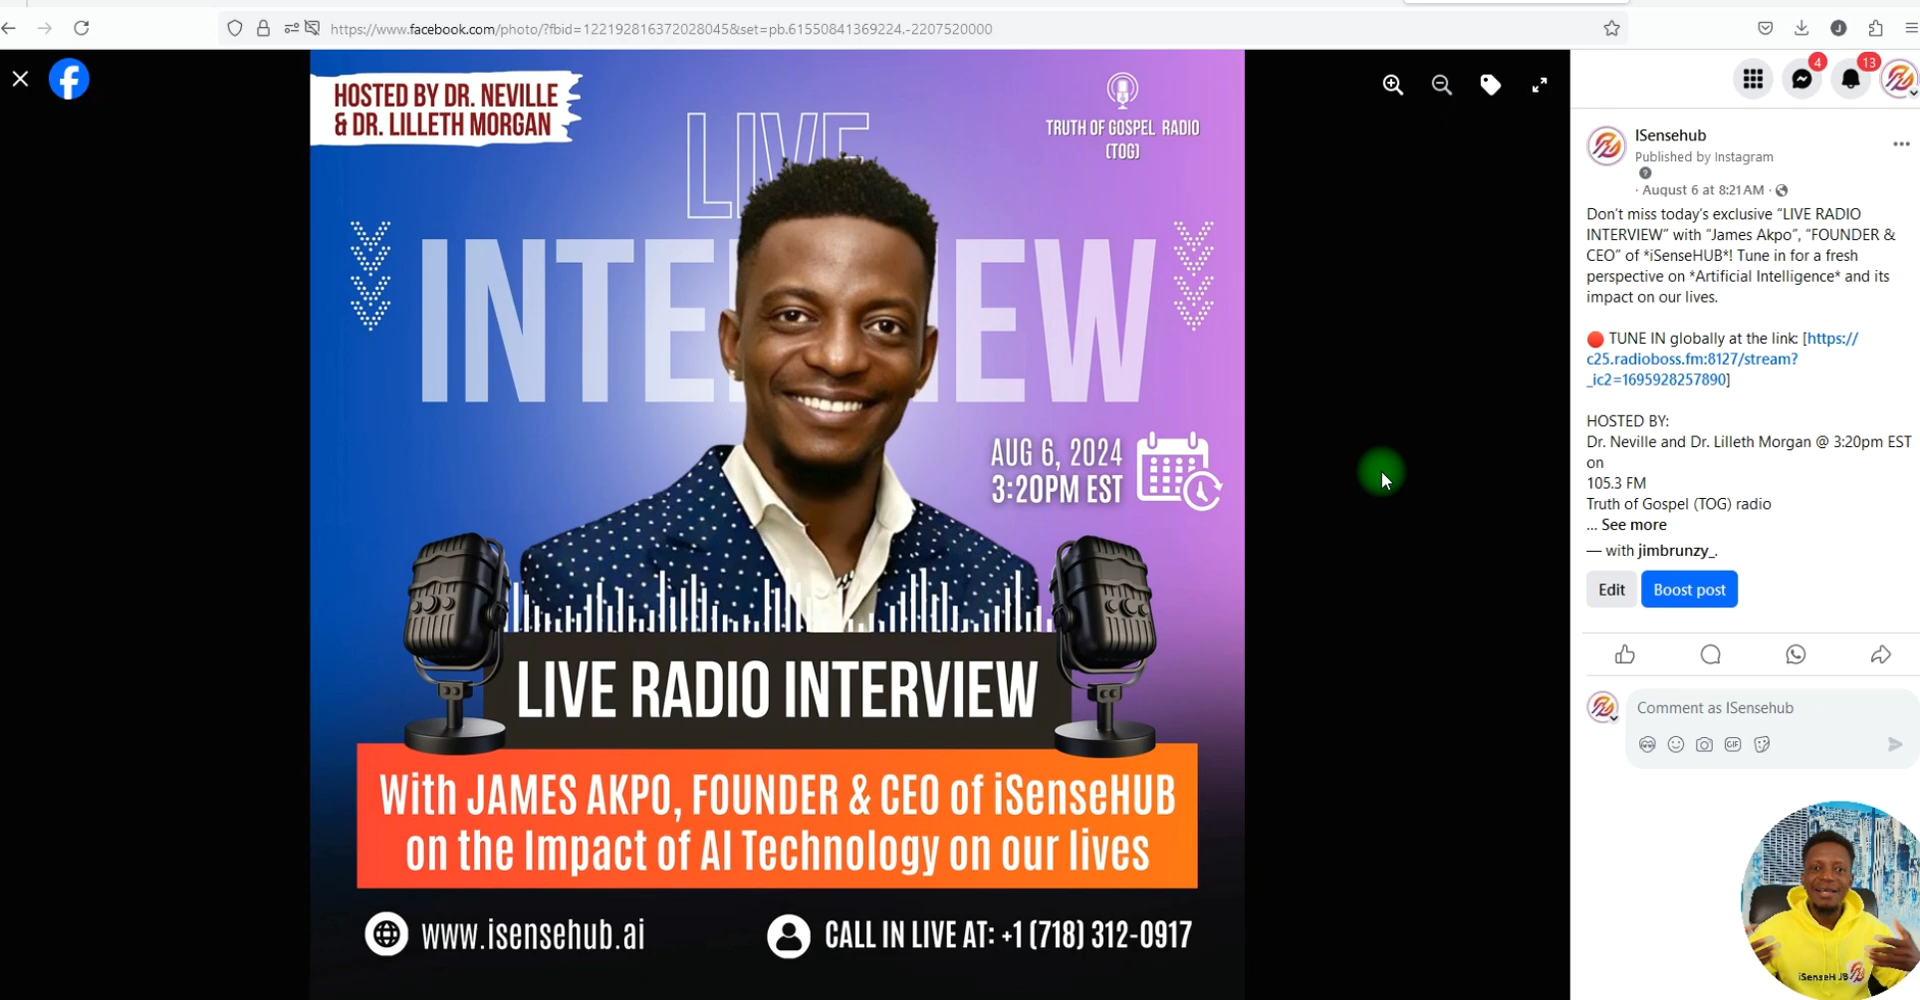 https://www.facebook.com/photo/?fbid=122192816372028045&set=pb.61550841369224.-2207520000
HOSTED BY DR. NEVILLE
& DR. LILLETH MORGAN
LIVE
TRUTH OF GOSPEL RADIO
(TOG)
INTE EW
AUG 6, 2024
3:20PM EST
LIVE RADIO INTERVIEW
With JAMES AKPO, FOUNDER & CEO of iSenseHUB
on the Impact of AI Technology on our lives
www.isensehub.ai
CALL IN LIVE AT: +1 (718) 312-0917
J
4
13
ISensehub
Published by Instagram
· August 6 at 8:21AM ·
Don't miss today's exclusive “LIVE RADIO
INTERVIEW” with “James Akpo”, “FOUNDER &
CEO” of *iSenseHUB*! Tune in for a fresh
perspective on *Artificial Intelligence* and its
impact on our lives.
TUNE IN globally at the link: [https://
c25.radioboss.fm:8127/stream?
_ic2=1695928257890]
HOSTED BY:
Dr. Neville and Dr. Lilleth Morgan @ 3:20pm EST
on
105.3 FM
Truth of Gospel (TOG) radio
... See more
— with jimbrunzy_.
Edit
Boost post
Comment as ISensehub
GIF